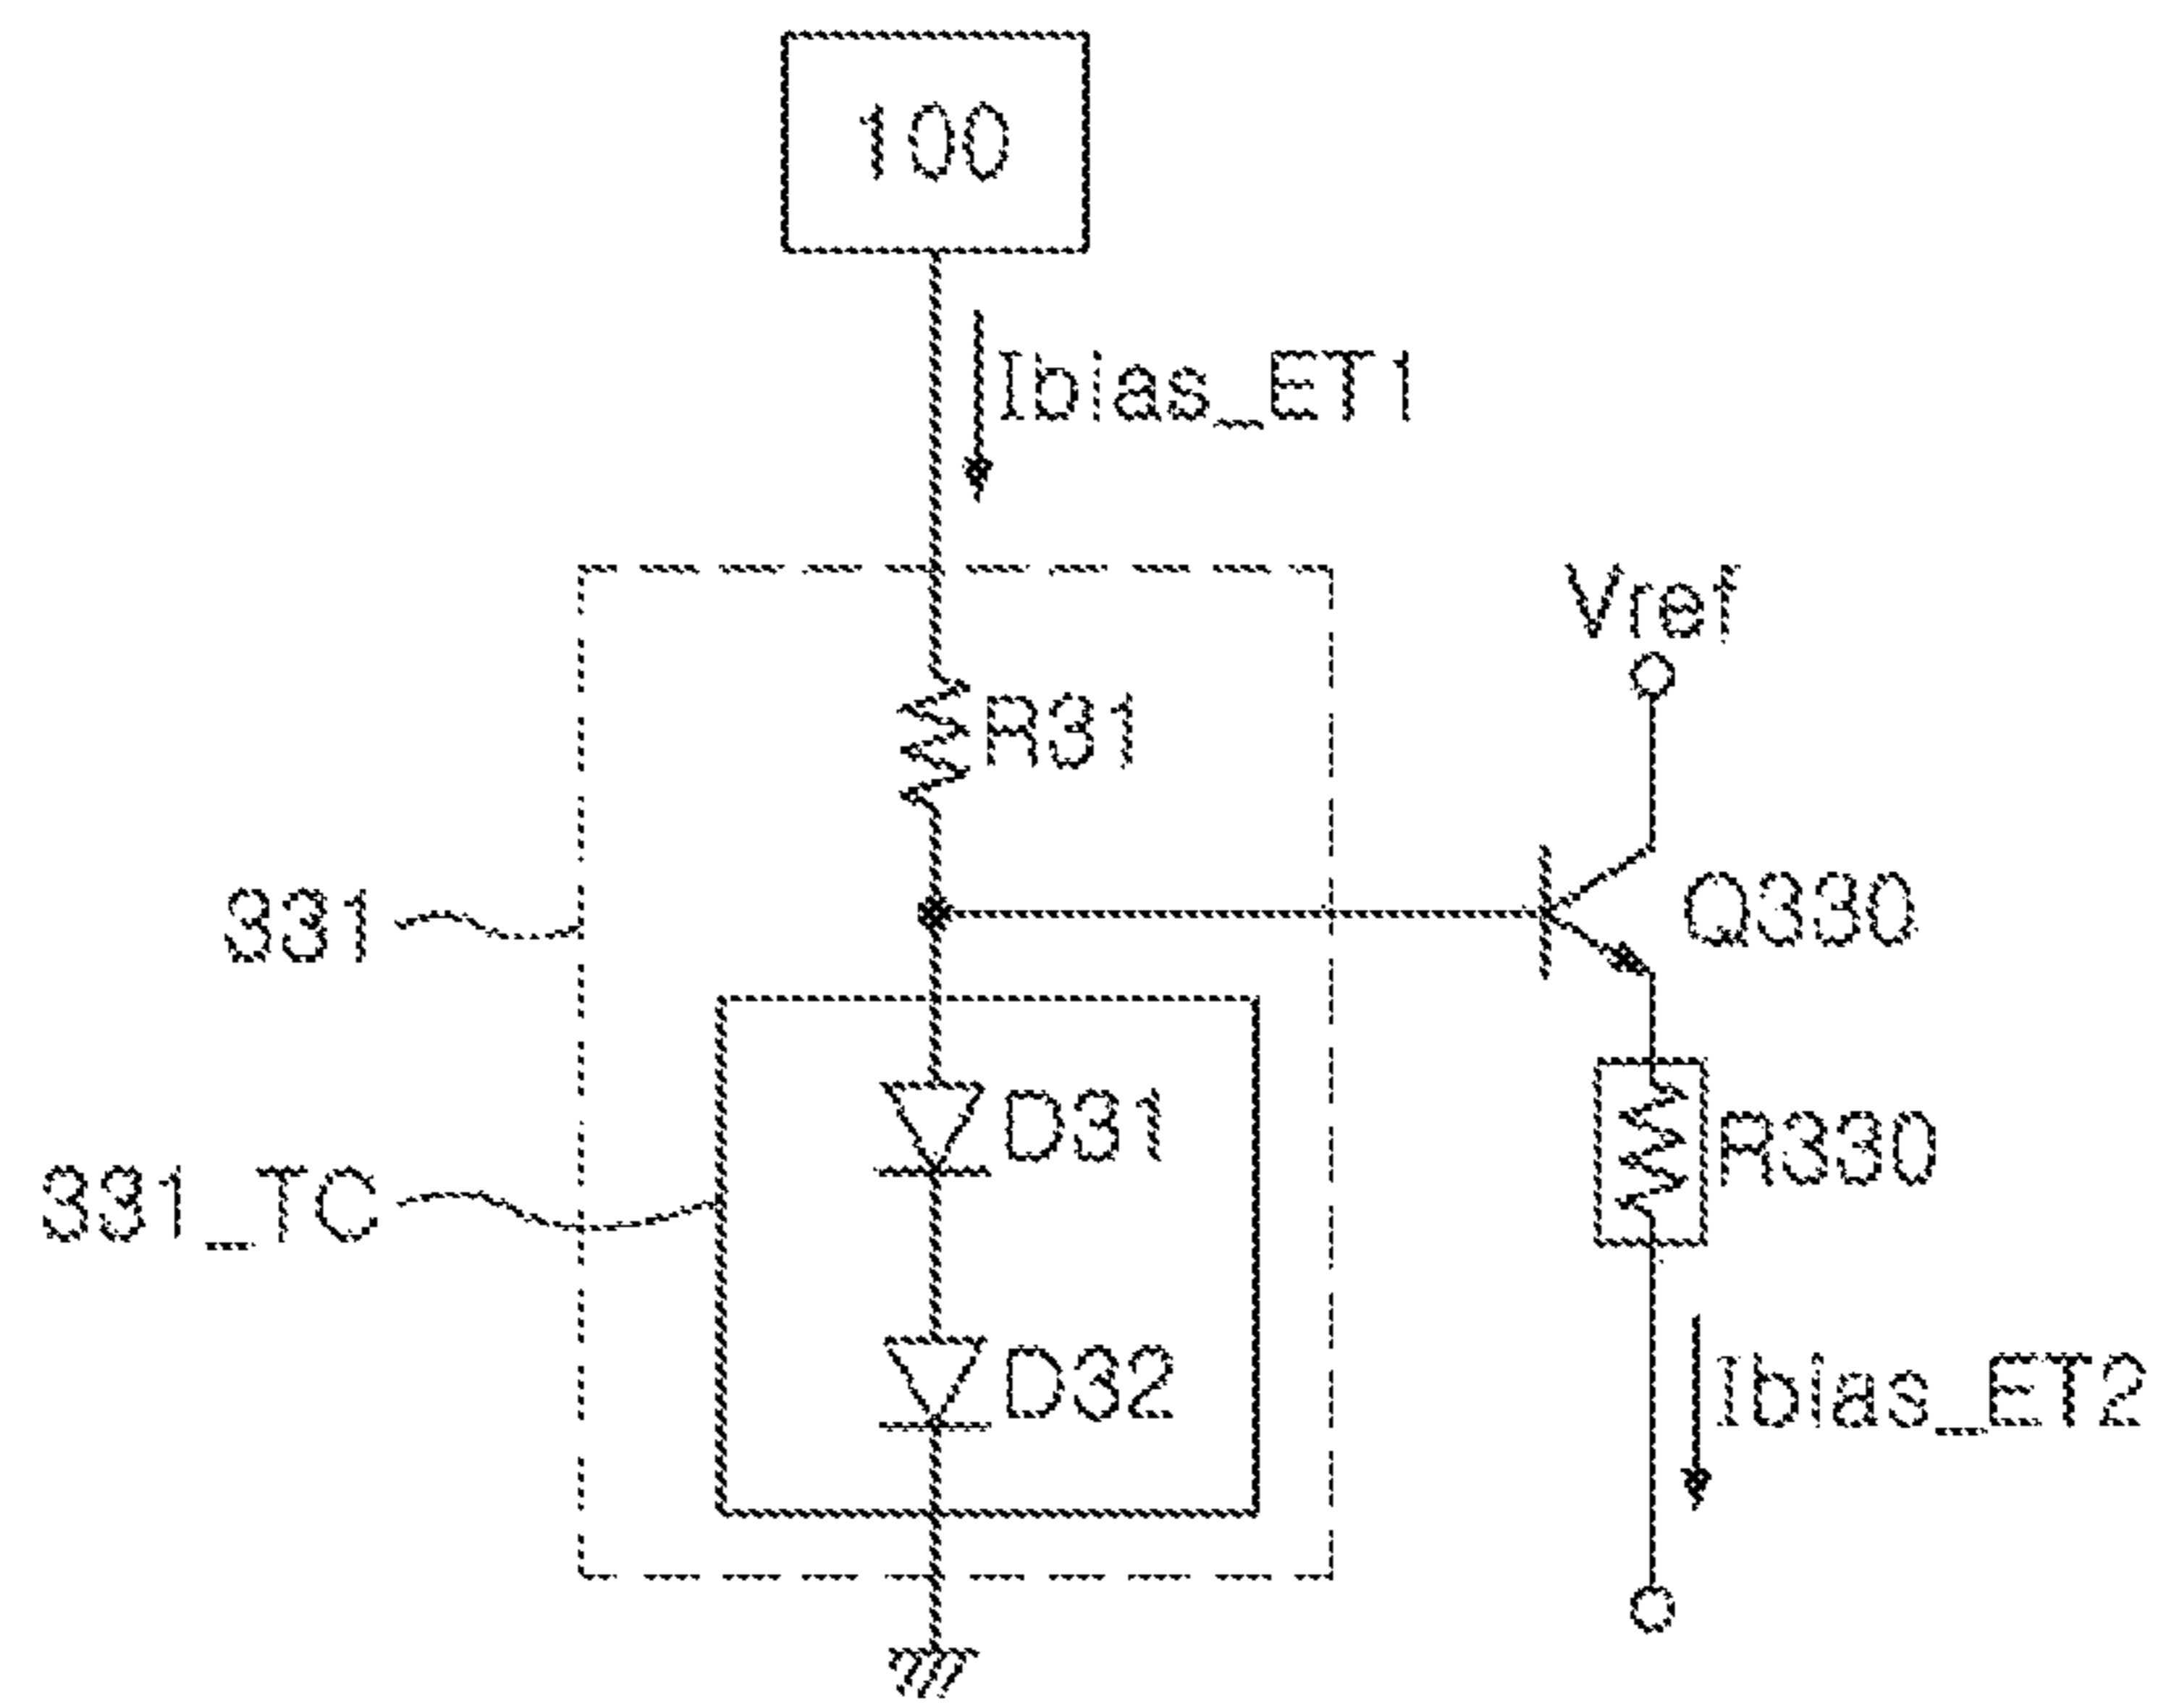 100
Ibias_ET1
Vref
R31
331
Q330
D31
331_TC
R330
D32
Ibias_ET2